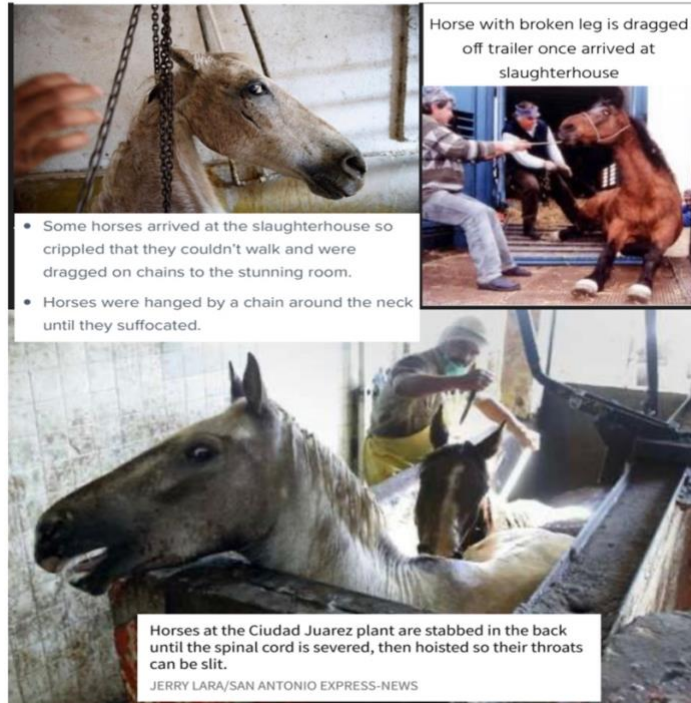 Horse with broken leg is dragged
off trailer once arrived at
slaughterhouse
• Some horses arrived at the slaughterhouse so
crippled that they couldn't walk and were
dragged on chains to the stunning room.
• Horses were hanged by a chain around the neck
until they suffocated.
Horses at the Ciudad Juarez plant are stabbed in the back
until the spinal cord is severed, then hoisted so their throats
can be slit.
JERRY LARA/SAN ANTONIO EXPRESS-NEWS